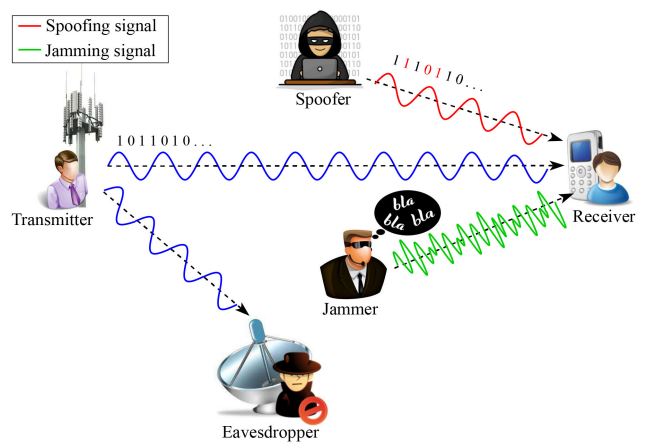 Spoofing signal
Jamming signal
Spoofer
1 1 1 0 1 1 0 . . .
1 0 1 1 0 1 0 . . .
Transmitter
Receiver
bla
bla bla
Jammer
Eavesdropper